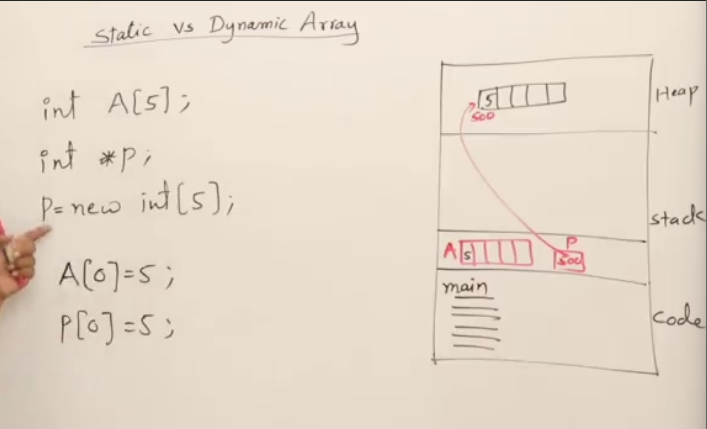 Static vs Dynamic Array
int A[5];
int *p;
p=new int[5];
A[0]=5;
P[0]=5;
5
500
Heap
stack
A
5
P
500
main
code